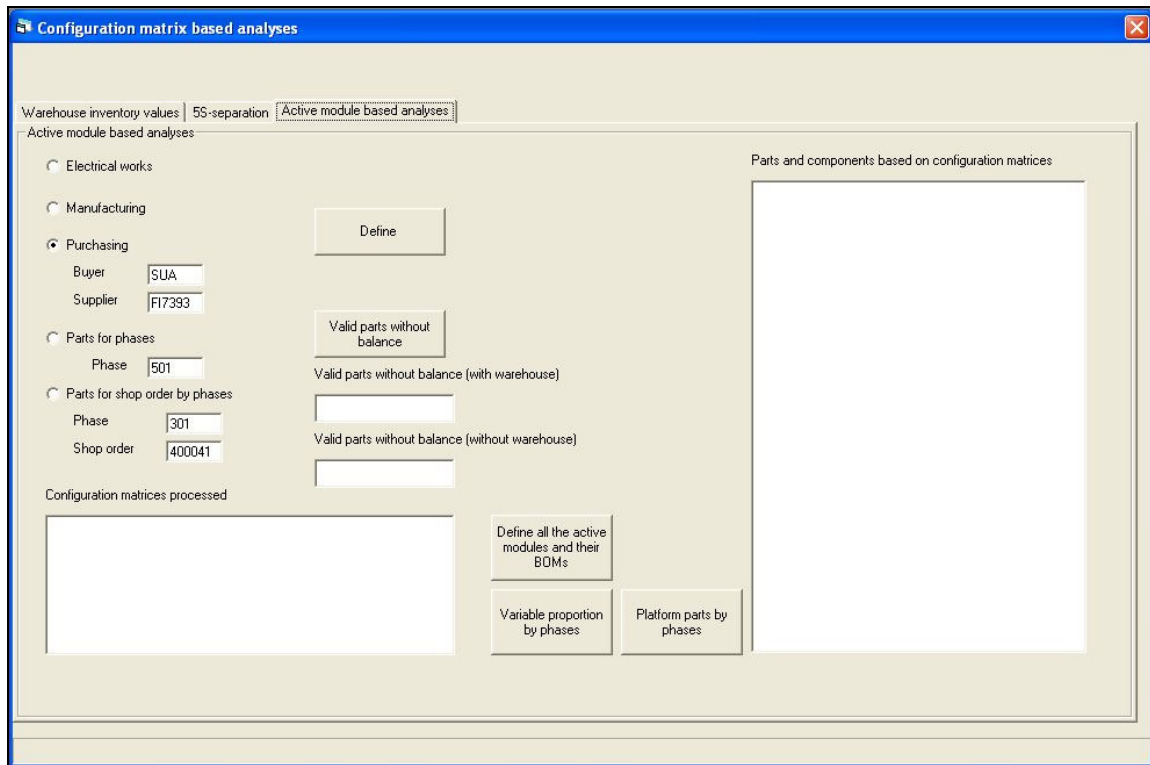 Configuration matrix based analyses
Warehouse inventory values
5S-separation
Active module based analyses
Active module based analyses
Electrical works
Manufacturing
Purchasing
Buyer SUA
Supplier FI7393
Parts for phases
Phase 501
Parts for shop order by phases
Phase 301
Shop order 400041
Define
Valid parts without
balance
Valid parts without balance (with warehouse)
Valid parts without balance (without warehouse)
Configuration matrices processed
Define all the active
modules and their
BOMs
Variable proportion
by phases
Platform parts by
phases
Parts and components based on configuration matrices